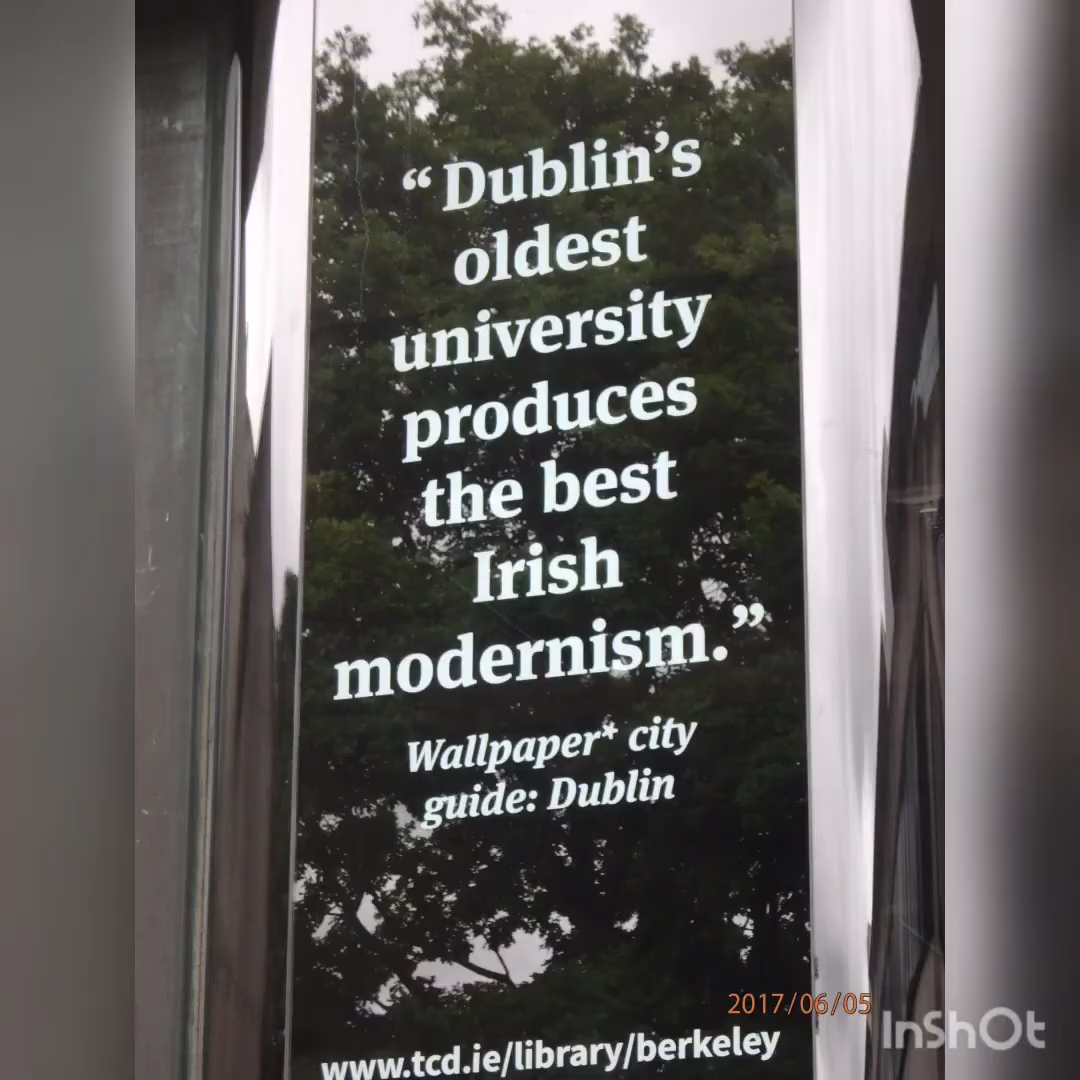 “Dublin’s
oldest
university
produces
the best
Irish
modernism.”
Wallpaper* city
guide: Dublin
www.tcd.ie/library/berkeley
2017/06/05
InShOt